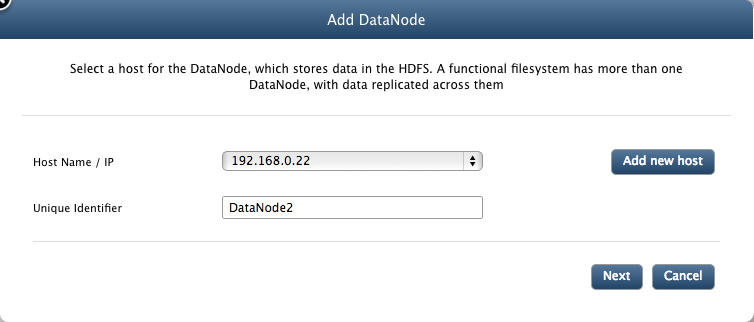 Add DataNode
Select a host for the DataNode, which stores data in the HDFS. A functional filesystem has more than one
DataNode, with data replicated across them
Host Name / IP 192.168.0.22 Add new host
Unique Identifier DataNode2
Next Cancel